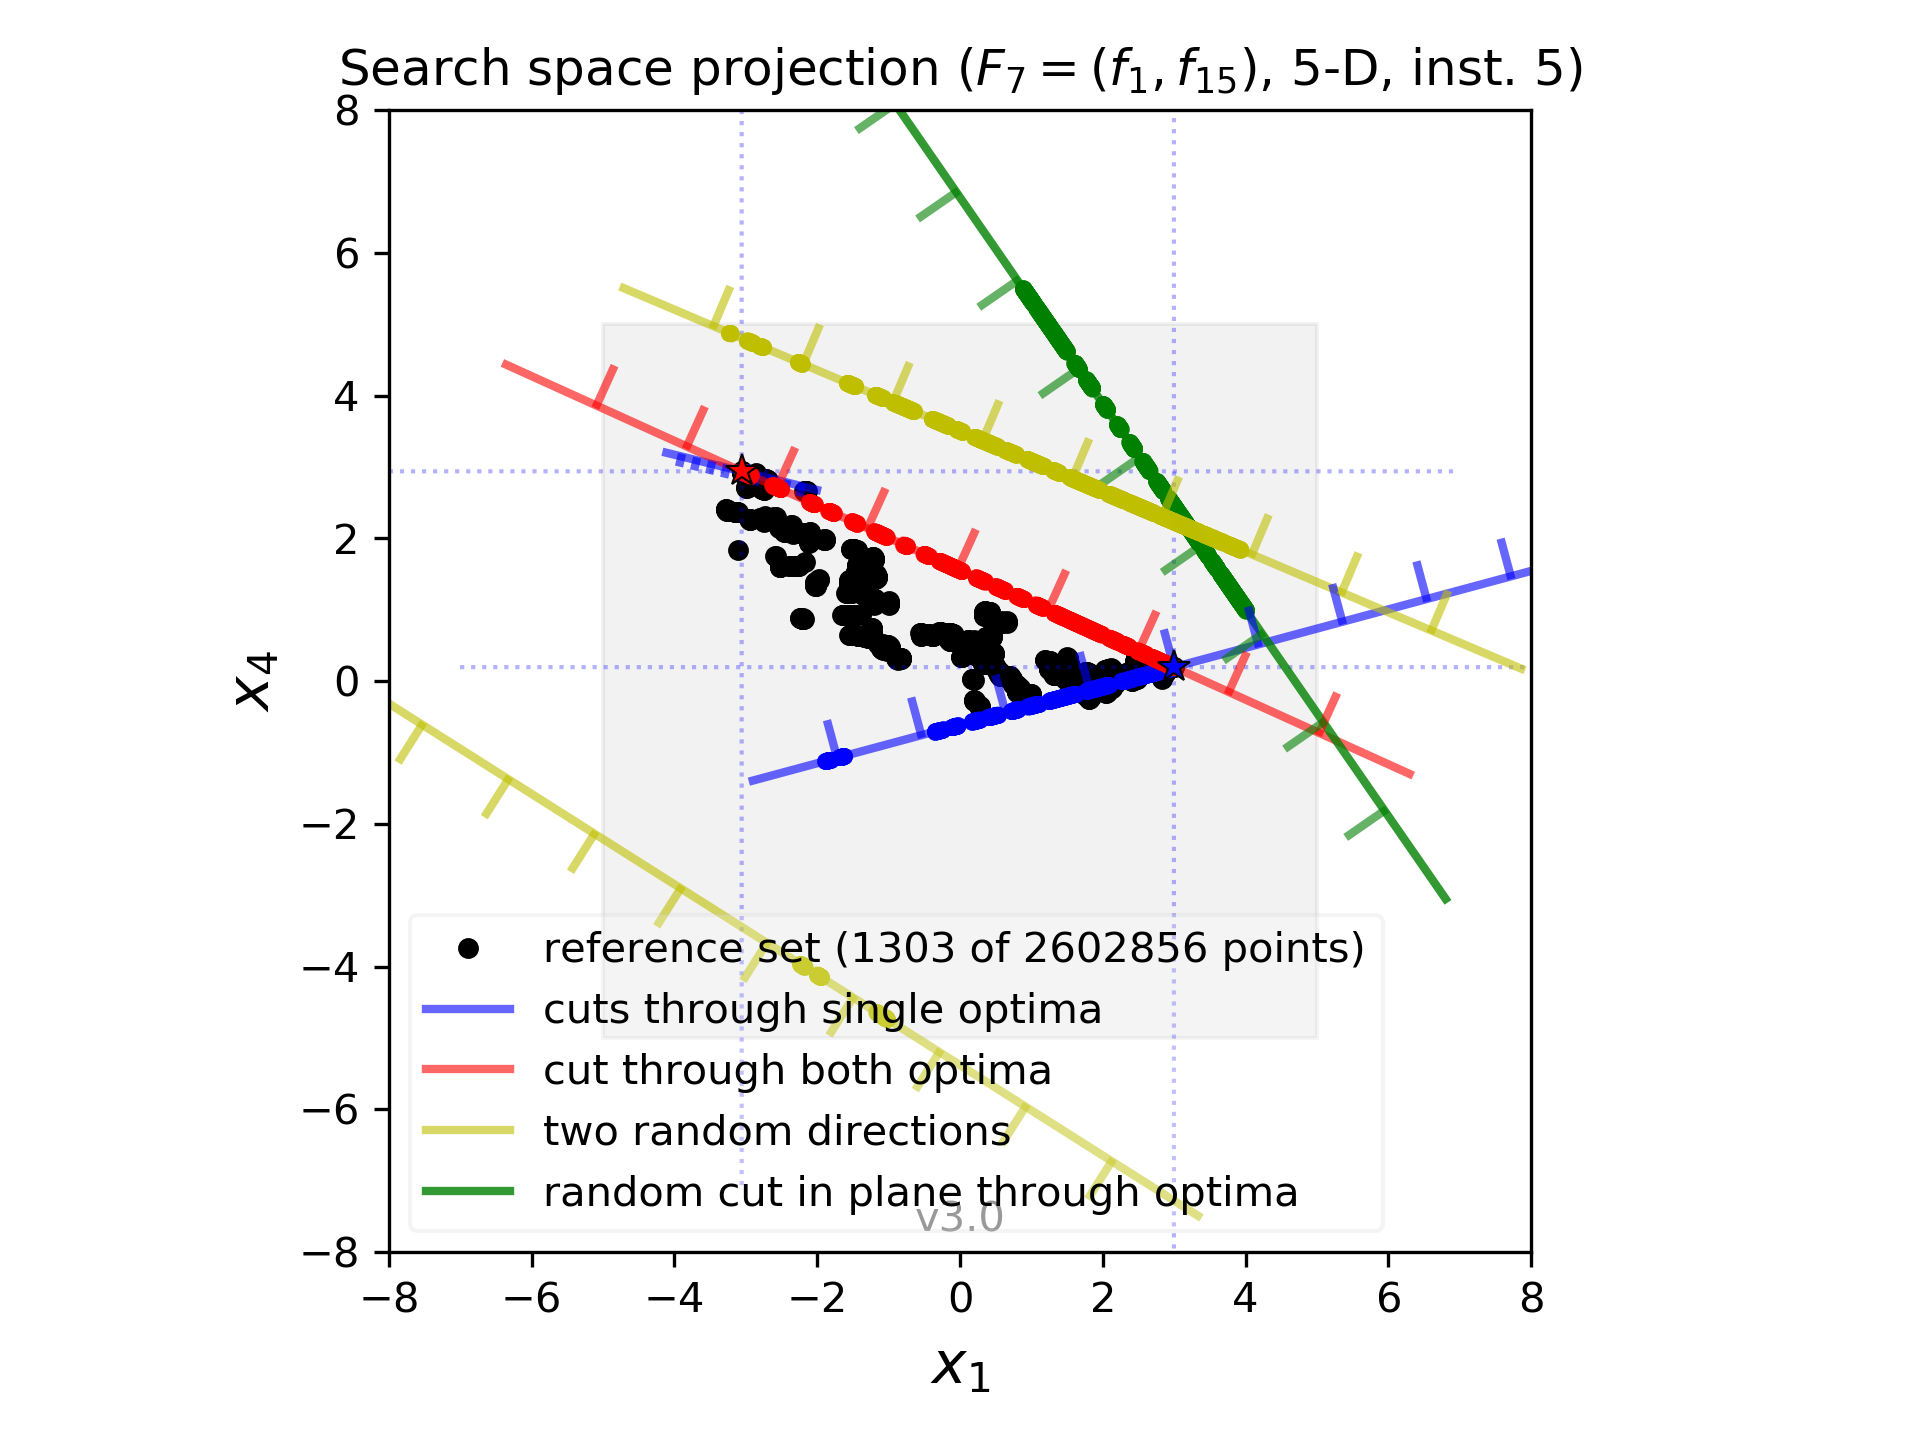 Search space projection (F₇ = (f₁, f₁₅), 5-D, inst. 5)
8
6
4
2
0
−2
−4
−6
−8
x₄
reference set (1303 of 2602856 points)
cuts through single optima
cut through both optima
two random directions
random cut in plane through optima
v3.0
−8 −6 −4 −2 0 2 4 6 8
x₁